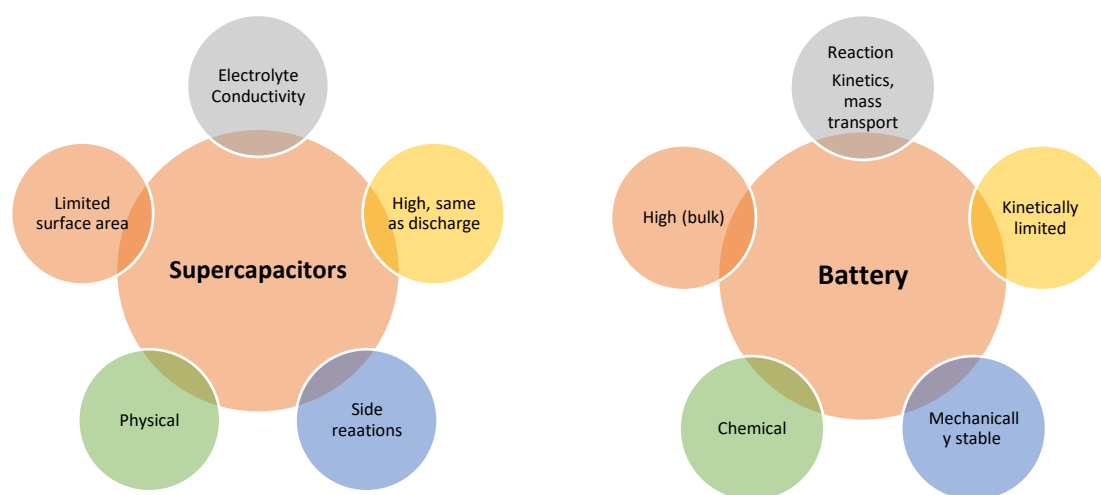 Electrolyte
Conductivity
Limited
surface area
High, same
as discharge
Supercapacitors
Physical
Side
reaations
Reaction
Kinetics,
mass
transport
High (bulk)
Kinetically
limited
Battery
Chemical
Mechanicall
y stable